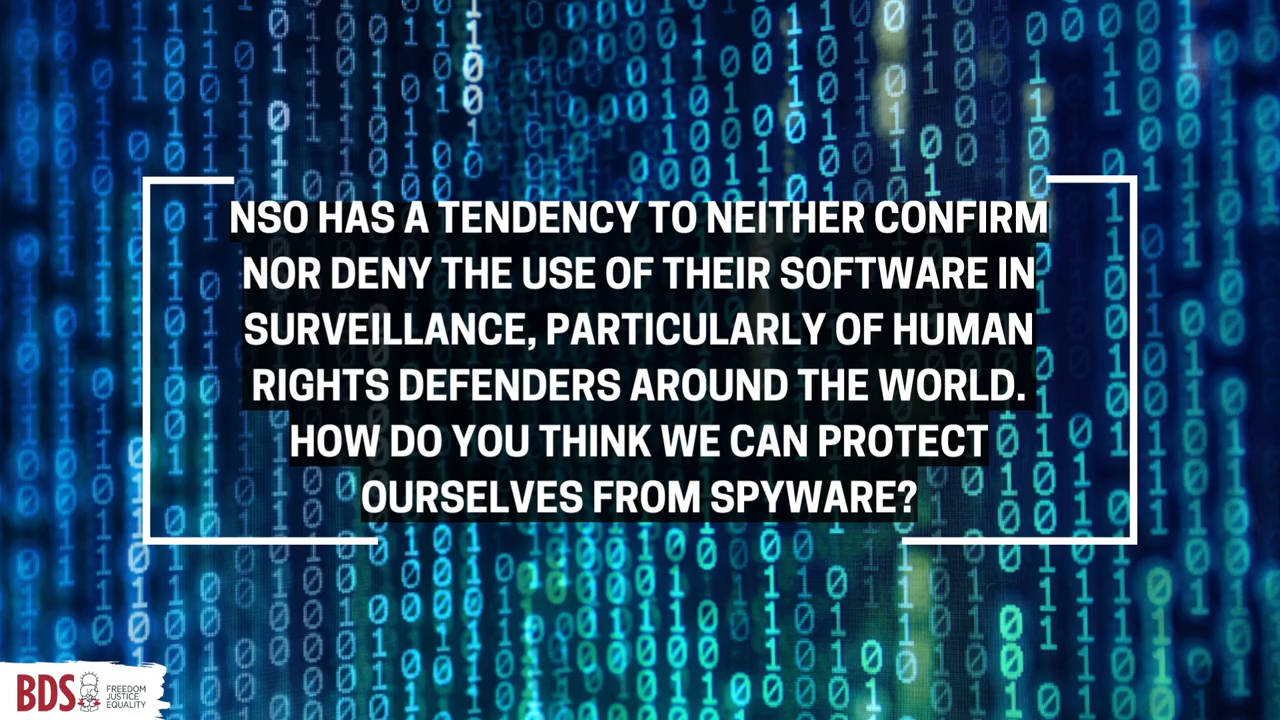 NSO HAS A TENDENCY TO NEITHER CONFIRM
NOR DENY THE USE OF THEIR SOFTWARE IN
SURVEILLANCE, PARTICULARLY OF HUMAN
RIGHTS DEFENDERS AROUND THE WORLD.
HOW DO YOU THINK WE CAN PROTECT
OURSELVES FROM SPYWARE?
BDS
FREEDOM
JUSTICE
EQUALITY